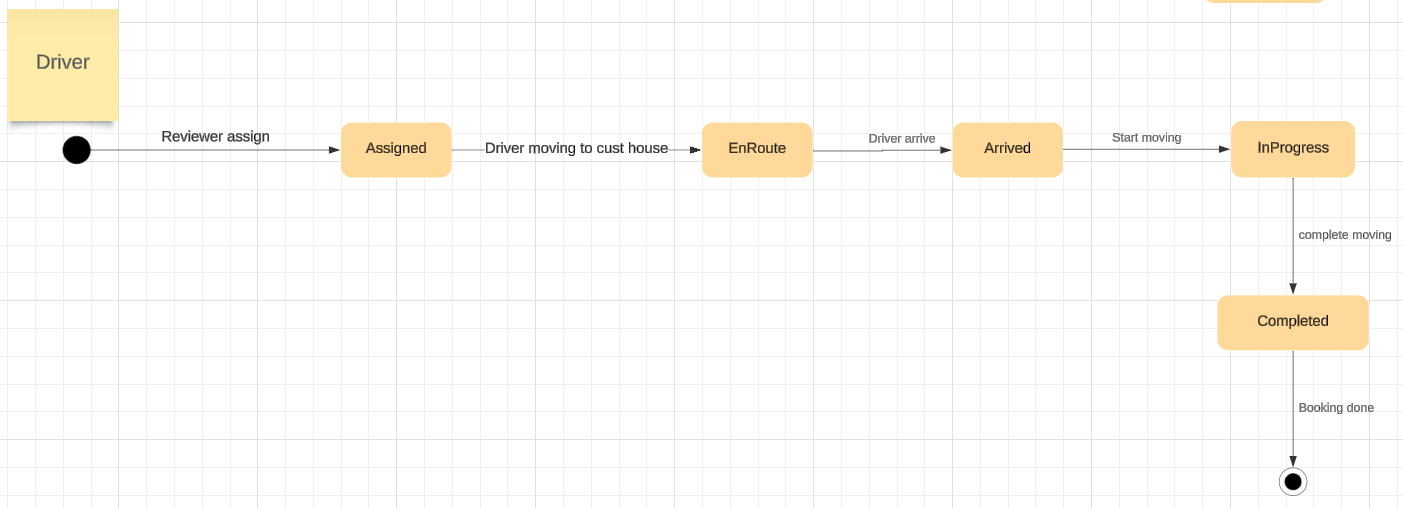 Driver
Reviewer assign
Assigned
Driver moving to cust house
EnRoute
Driver arrive
Arrived
Start moving
InProgress
complete moving
Completed
Booking done